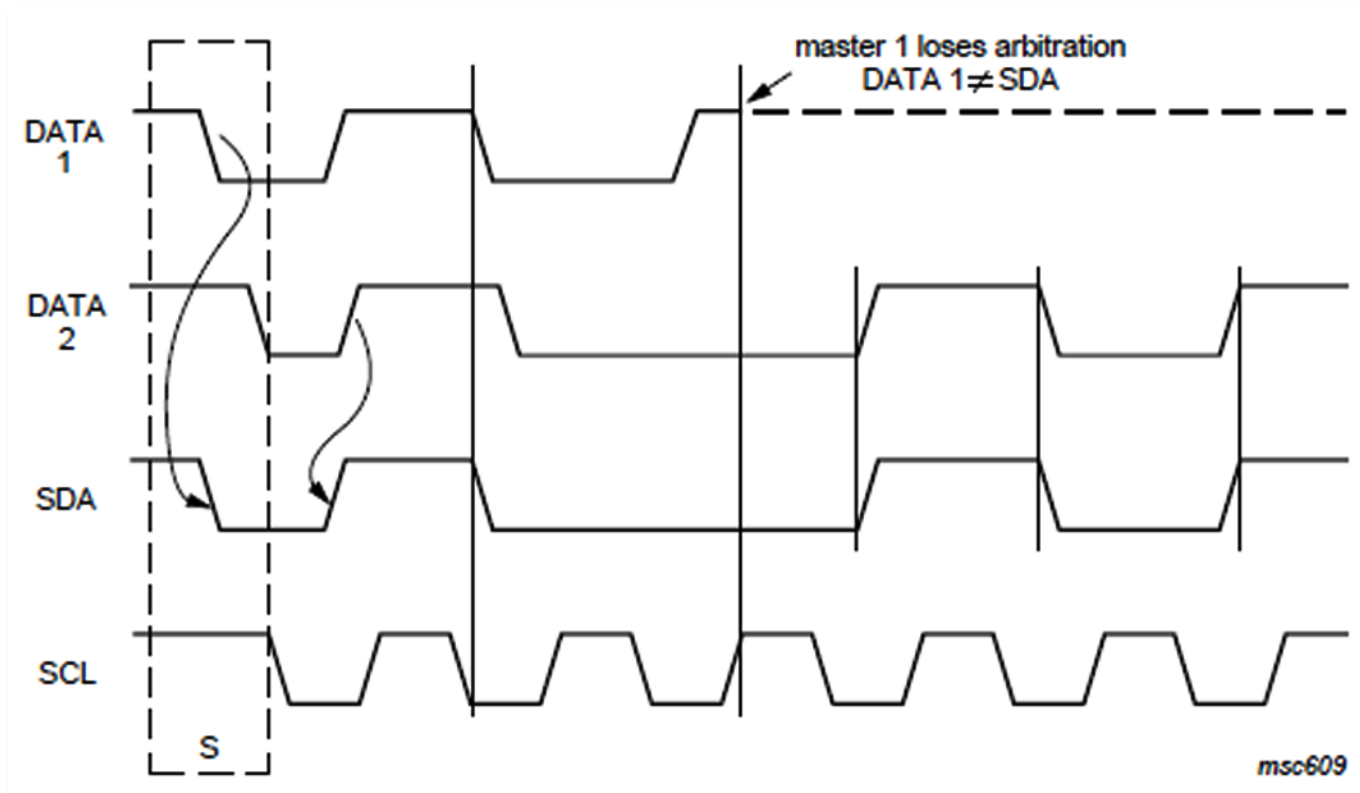 master 1 loses arbitration
DATA 1≠SDA
DATA
1
DATA
2
SDA
SCL
S
msc609